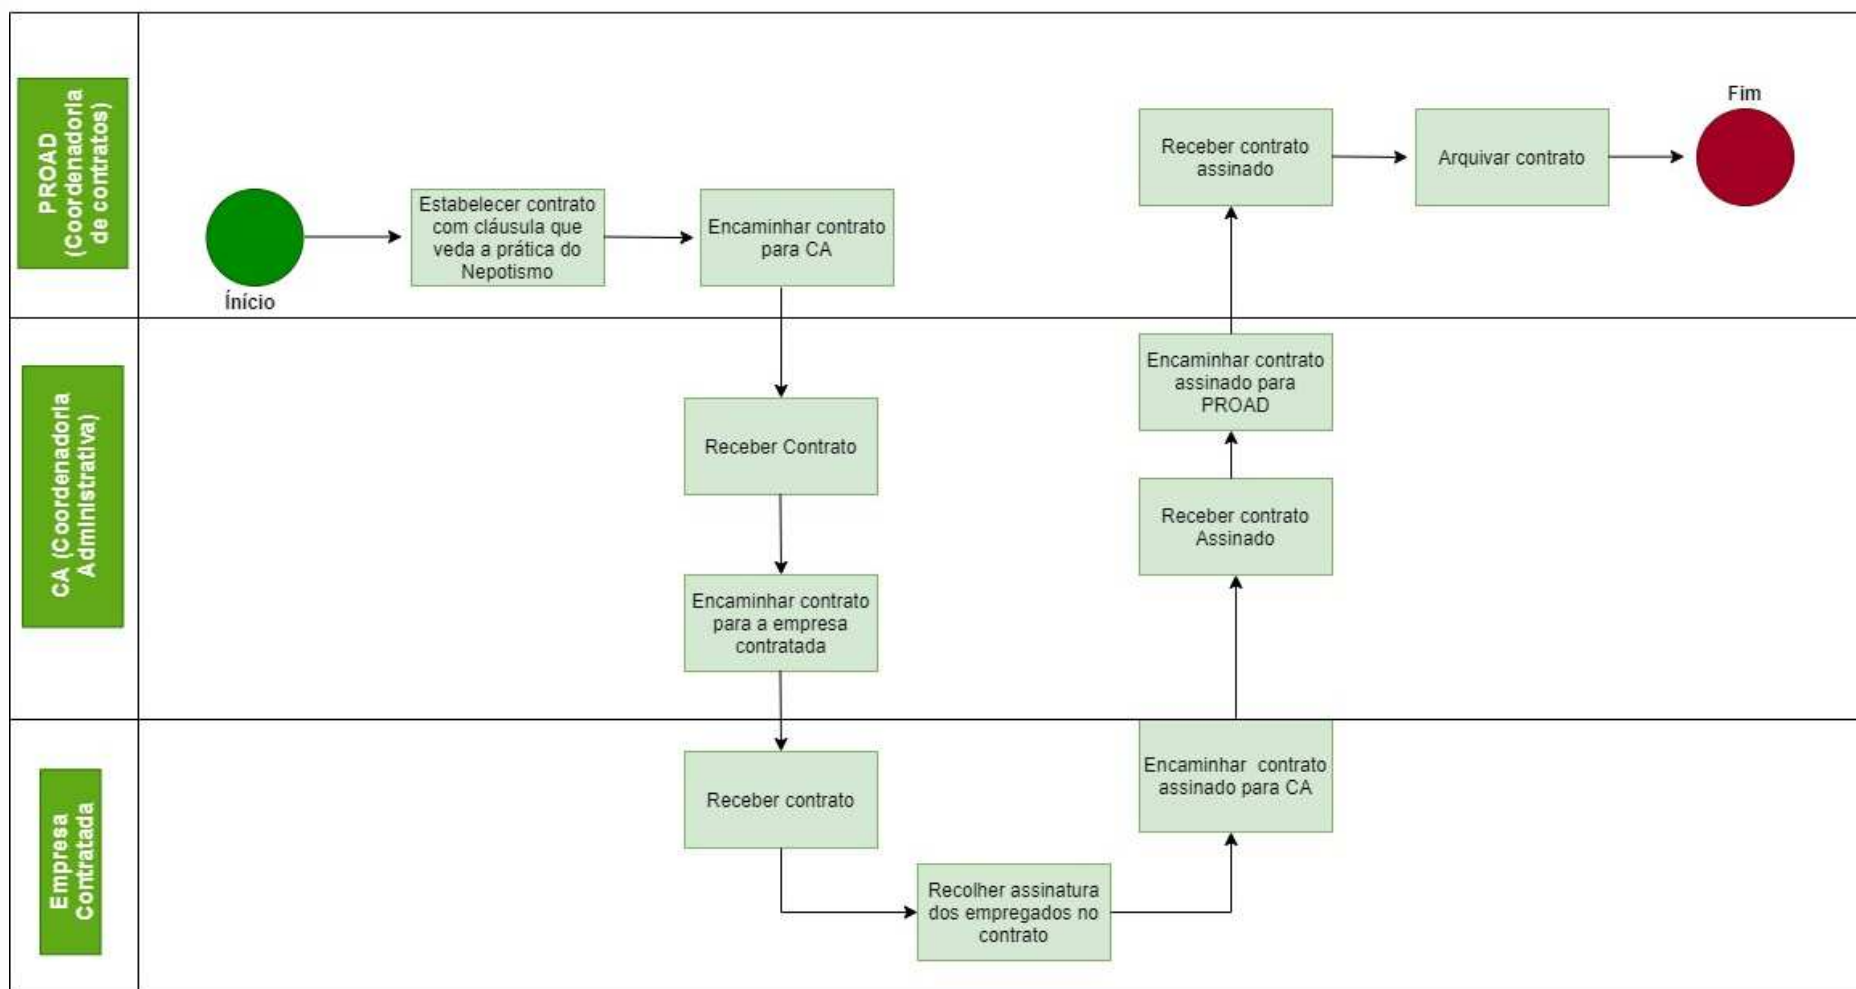 PROAD
(Coordenadoria
de contratos)
Ínício
Estabelecer contrato
com cláusula que
veda a prática do
Nepotismo
Encaminhar contrato
para CA
Receber contrato
assinado
Arquivar contrato
Fim
CA (Coordenadoria
Administrativa)
Receber Contrato
Encaminhar contrato
para a empresa
contratada
Encaminhar contrato
assinado para
PROAD
Receber contrato
Assinado
Empresa
Contratada
Receber contrato
Recolher assinatura
dos empregados no
contrato
Encaminhar contrato
assinado para CA